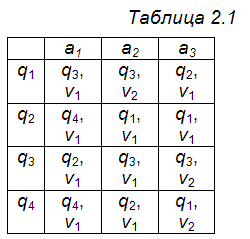 Таблица 2.1
a1 a2 a3
q1 q3, v1 q3, v2 q2, v1
q2 q4, v1 q1, v1 q1, v1
q3 q2, v1 q3, v1 q3, v2
q4 q4, v1 q2, v1 q1, v2